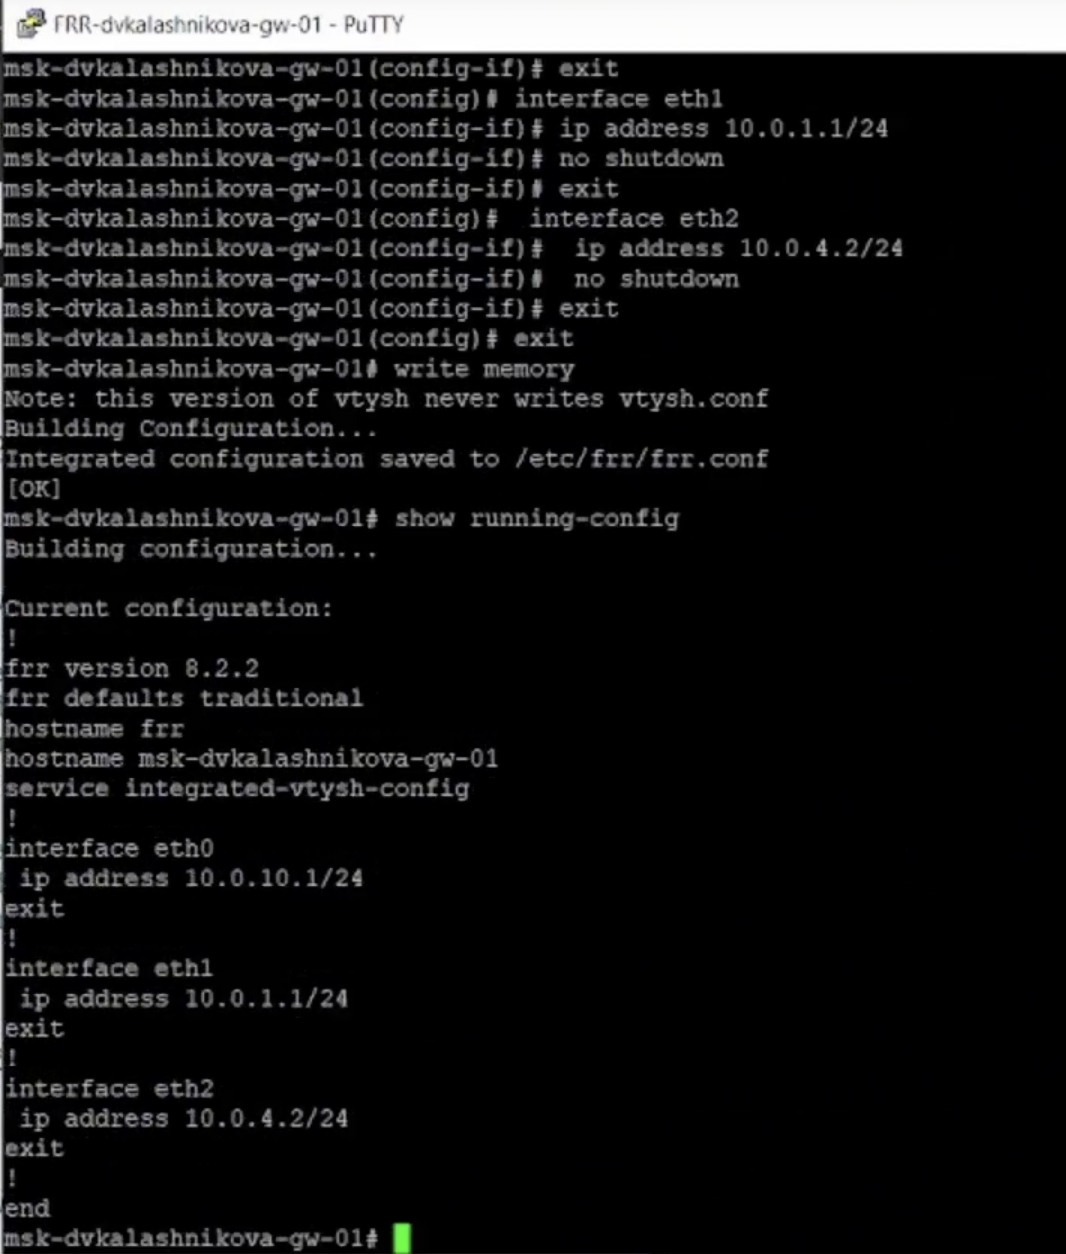 FRR-dvkalashnikova-gw-01 - PuTTY
msk-dvkalashnikova-gw-01(config-if)# exit
msk-dvkalashnikova-gw-01(config)# interface eth1
msk-dvkalashnikova-gw-01(config-if)# ip address 10.0.1.1/24
msk-dvkalashnikova-gw-01(config-if)# no shutdown
msk-dvkalashnikova-gw-01(config-if)# exit
msk-dvkalashnikova-gw-01(config)#  interface eth2
msk-dvkalashnikova-gw-01(config-if)#  ip address 10.0.4.2/24
msk-dvkalashnikova-gw-01(config-if)#  no shutdown
msk-dvkalashnikova-gw-01(config-if)# exit
msk-dvkalashnikova-gw-01(config)# exit
msk-dvkalashnikova-gw-01# write memory
Note: this version of vtysh never writes vtysh.conf
Building Configuration...
Integrated configuration saved to /etc/frr/frr.conf
[OK]
msk-dvkalashnikova-gw-01# show running-config
Building configuration...
Current configuration:
!
frr version 8.2.2
frr defaults traditional
hostname frr
hostname msk-dvkalashnikova-gw-01
service integrated-vtysh-config
!
interface eth0
 ip address 10.0.10.1/24
exit
!
interface eth1
 ip address 10.0.1.1/24
exit
!
interface eth2
 ip address 10.0.4.2/24
exit
!
end
msk-dvkalashnikova-gw-01#